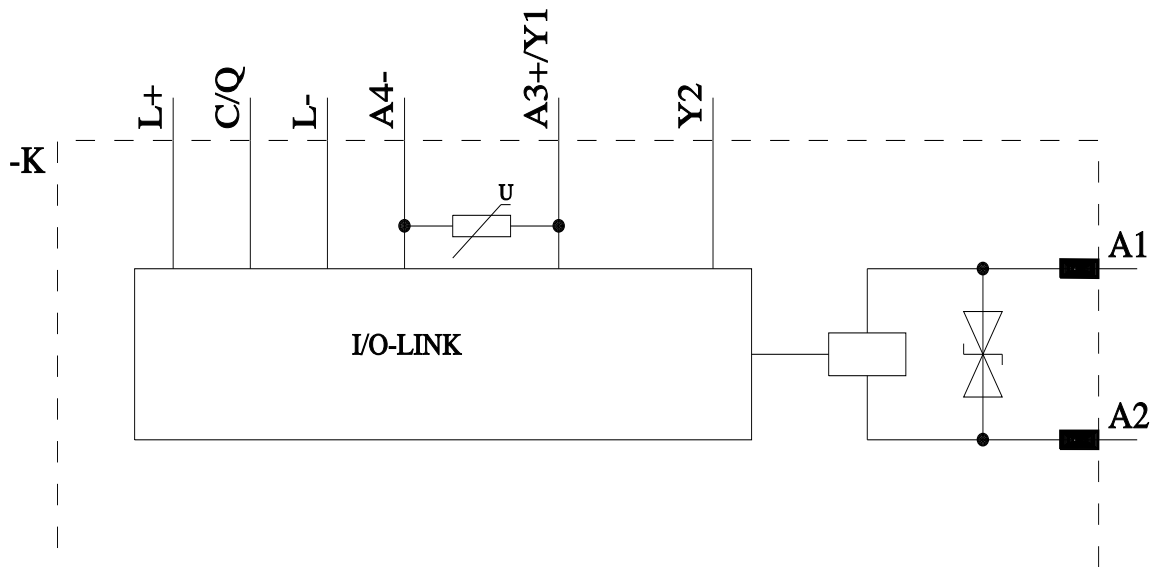 L+
C/Q
L-
A4-
A3+/Y1
Y2
-K
U
A1
I/O-LINK
A2